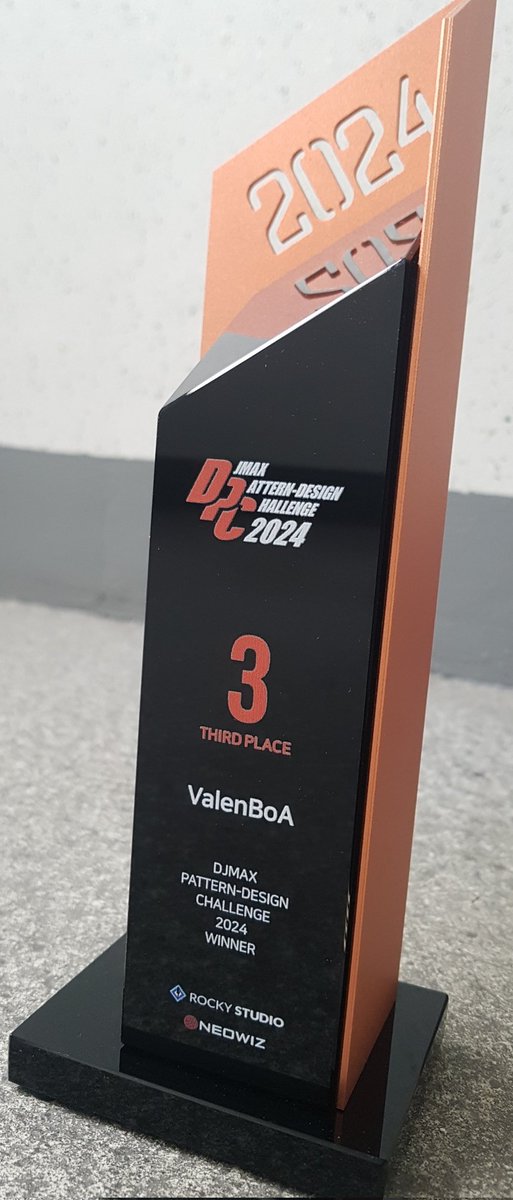 2024
DJMAX
PATTERN-DESIGN
CHALLENGE
2024
3
THIRD PLACE
ValenBoA
DJMAX
PATTERN-DESIGN
CHALLENGE
2024
WINNER
ROCKY STUDIO
NEOWIZ